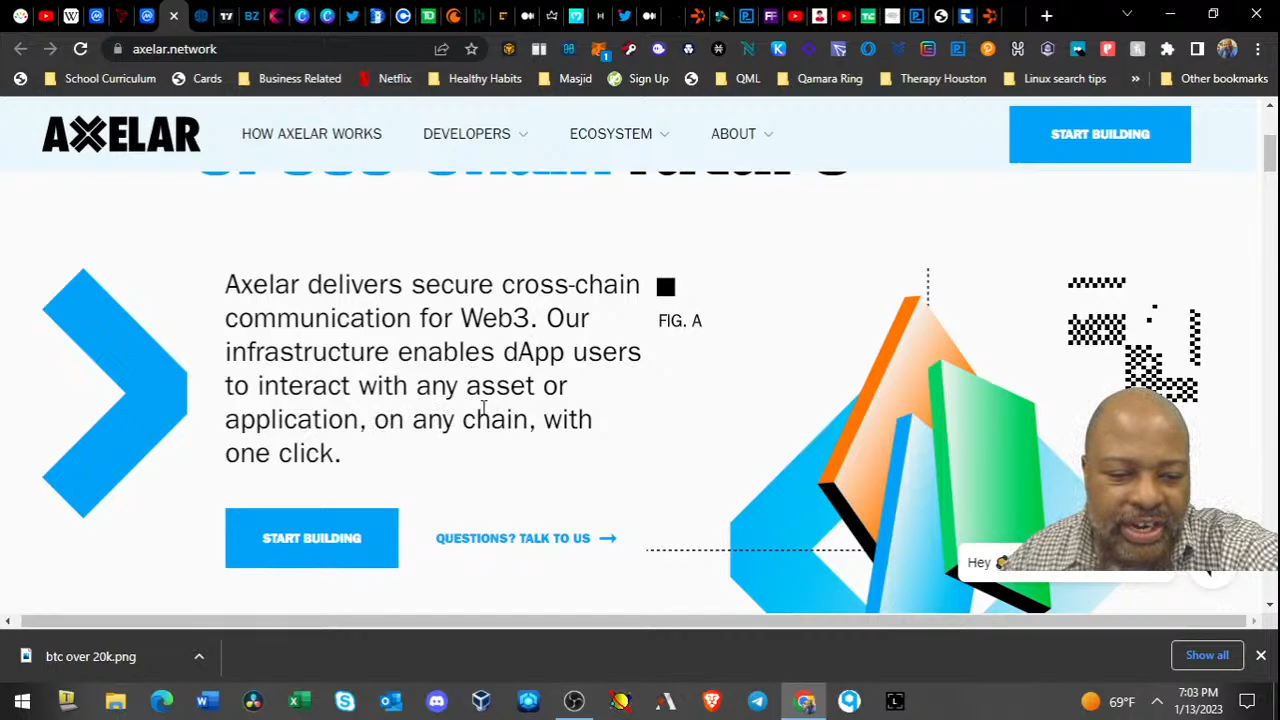 axelar.network
School Curriculum
Cards
Business Related
Netflix
Healthy Habits
Masjid
Sign Up
QML
Qamara Ring
Therapy Houston
Linux search tips
»
Other bookmarks
AXELAR
HOW AXELAR WORKS
DEVELOPERS
ECOSYSTEM
ABOUT
START BUILDING
Axelar delivers secure cross-chain
communication for Web3. Our
infrastructure enables dApp users
to interact with any asset or
application, on any chain, with
one click.
FIG. A
START BUILDING
QUESTIONS? TALK TO US →
Hey
btc over 20k.png
Show all
69°F
7:03 PM
1/13/2023